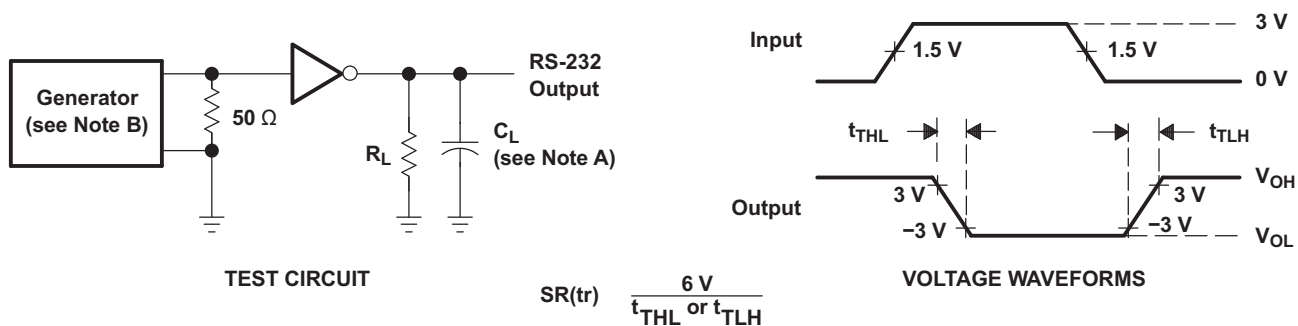 Generator
(see Note B)
50 Ω
RS-232
Output
R_L
C_L
(see Note A)
TEST CIRCUIT
Input
1.5 V
1.5 V
3 V
0 V
t_THL
t_TLH
Output
3 V
−3 V
3 V
−3 V
V_OH
V_OL
VOLTAGE WAVEFORMS
SR(tr)
6 V
t_THL or t_TLH